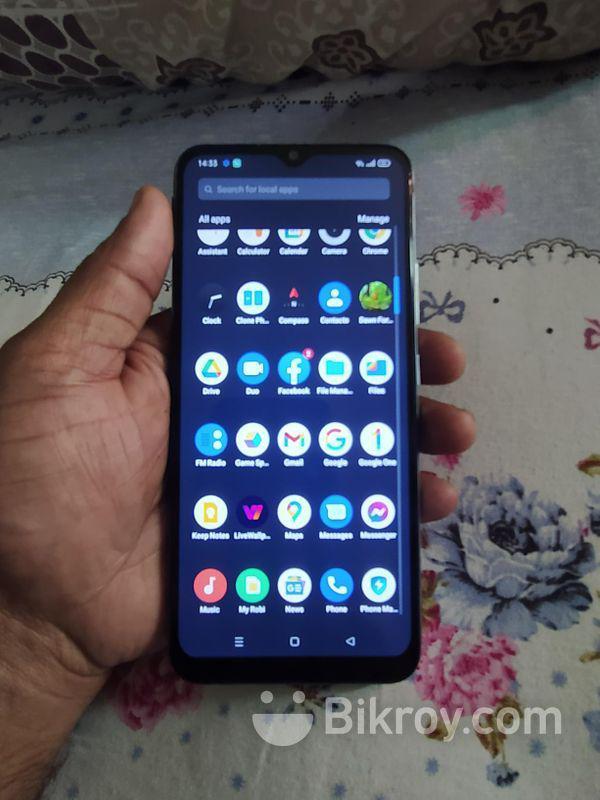 14:33
Search for local apps
All apps Manage
Assistant Calculator Calendar Camera Chrome
Clock Clone Ph... Compass Contacts Dawn For...
Drive Duo Facebook File Mana... Files
FM Radio Game Sp... Gmail Google Google One
Keep Notes LiveWallp... Maps Messages Messenger
Music My Robi News Phone Phone Ma...
Bikroy.com